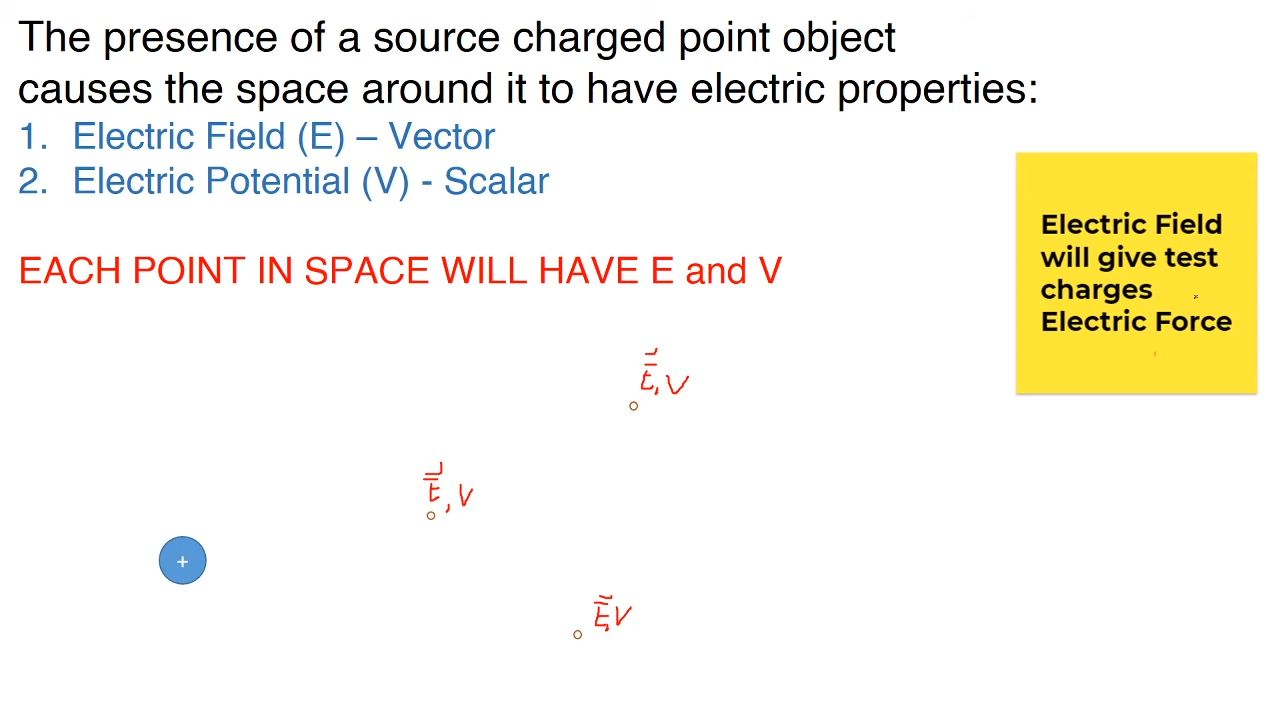 The presence of a source charged point object
causes the space around it to have electric properties:
1. Electric Field (E) – Vector
2. Electric Potential (V) - Scalar
EACH POINT IN SPACE WILL HAVE E and V
Electric Field
will give test
charges
Electric Force
E, V
E, V
+
E,V